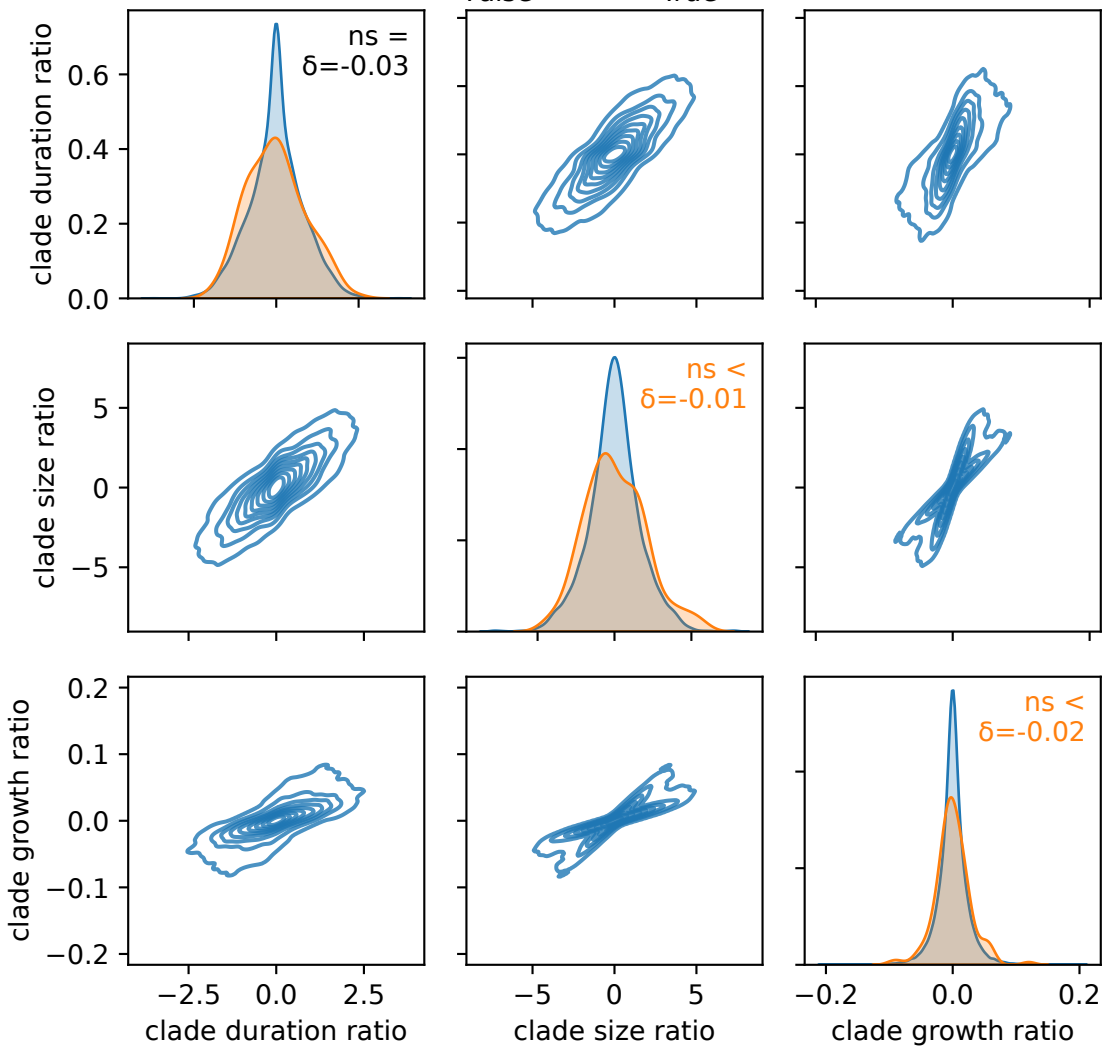 clade duration ratio
0.6
0.4
0.2
0.0
ns =
δ=-0.03
clade size ratio
5
0
−5
ns <
δ=-0.01
clade growth ratio
0.2
0.1
0.0
−0.1
−0.2
ns <
δ=-0.02
−2.5 0.0 2.5
−5 0 5
−0.2 0.0 0.2
clade duration ratio
clade size ratio
clade growth ratio